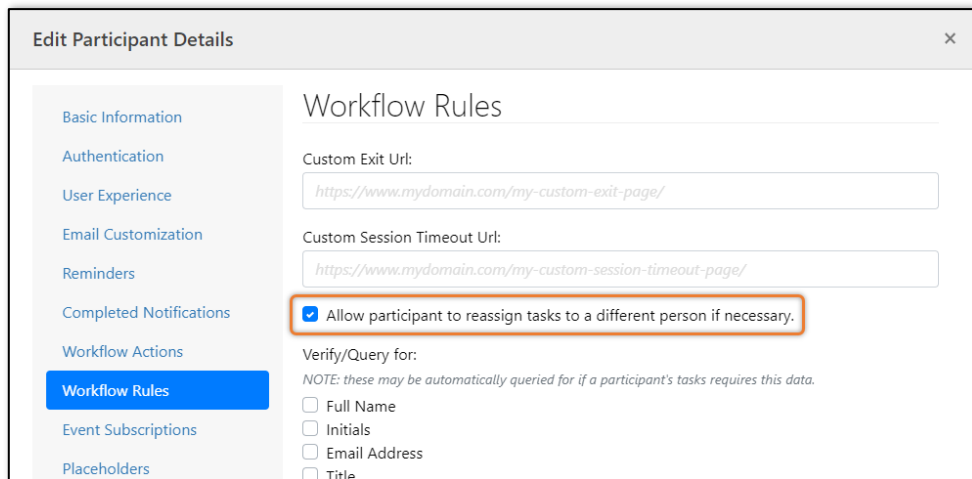 Edit Participant Details
×
Basic Information
Authentication
User Experience
Email Customization
Reminders
Completed Notifications
Workflow Actions
Workflow Rules
Event Subscriptions
Placeholders
Workflow Rules
Custom Exit Url:
https://www.mydomain.com/my-custom-exit-page/
Custom Session Timeout Url:
https://www.mydomain.com/my-custom-session-timeout-page/
Allow participant to reassign tasks to a different person if necessary.
Verify/Query for:
NOTE: these may be automatically queried for if a participant's tasks requires this data.
Full Name
Initials
Email Address
Title